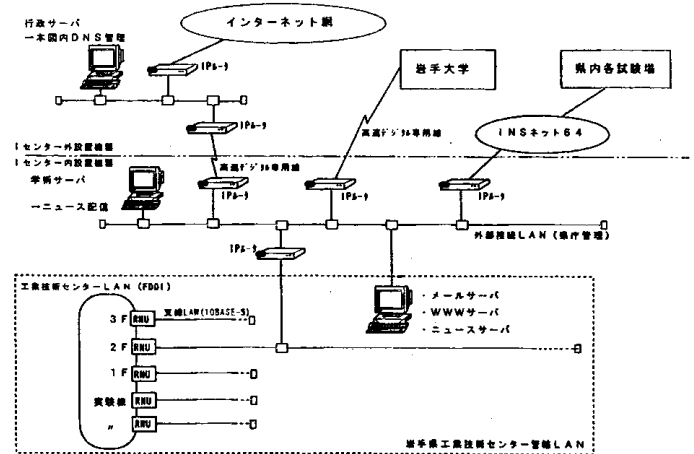 行政サーバ
→本図内DNS管理
インターネット網
IPルータ
岩手大学
県内各試験場
IPルータ
高速デジタル専用線
INSネット64
↑センター外設置機器
↓センター内設置機器
高速デジタル専用線
学術サーバ
→ニュース配信
IPルータ
IPルータ
IPルータ
外部接続LAN(県庁管理)
IPルータ
工業技術センターLAN(FDDI)
・メールサーバ
・WWWサーバ
・ニュースサーバ
3F RNU 支線LAN(10BASE-5)
2F RNU
1F RNU
実験棟 RNU
〃 RNU
岩手県工業技術センター管轄LAN